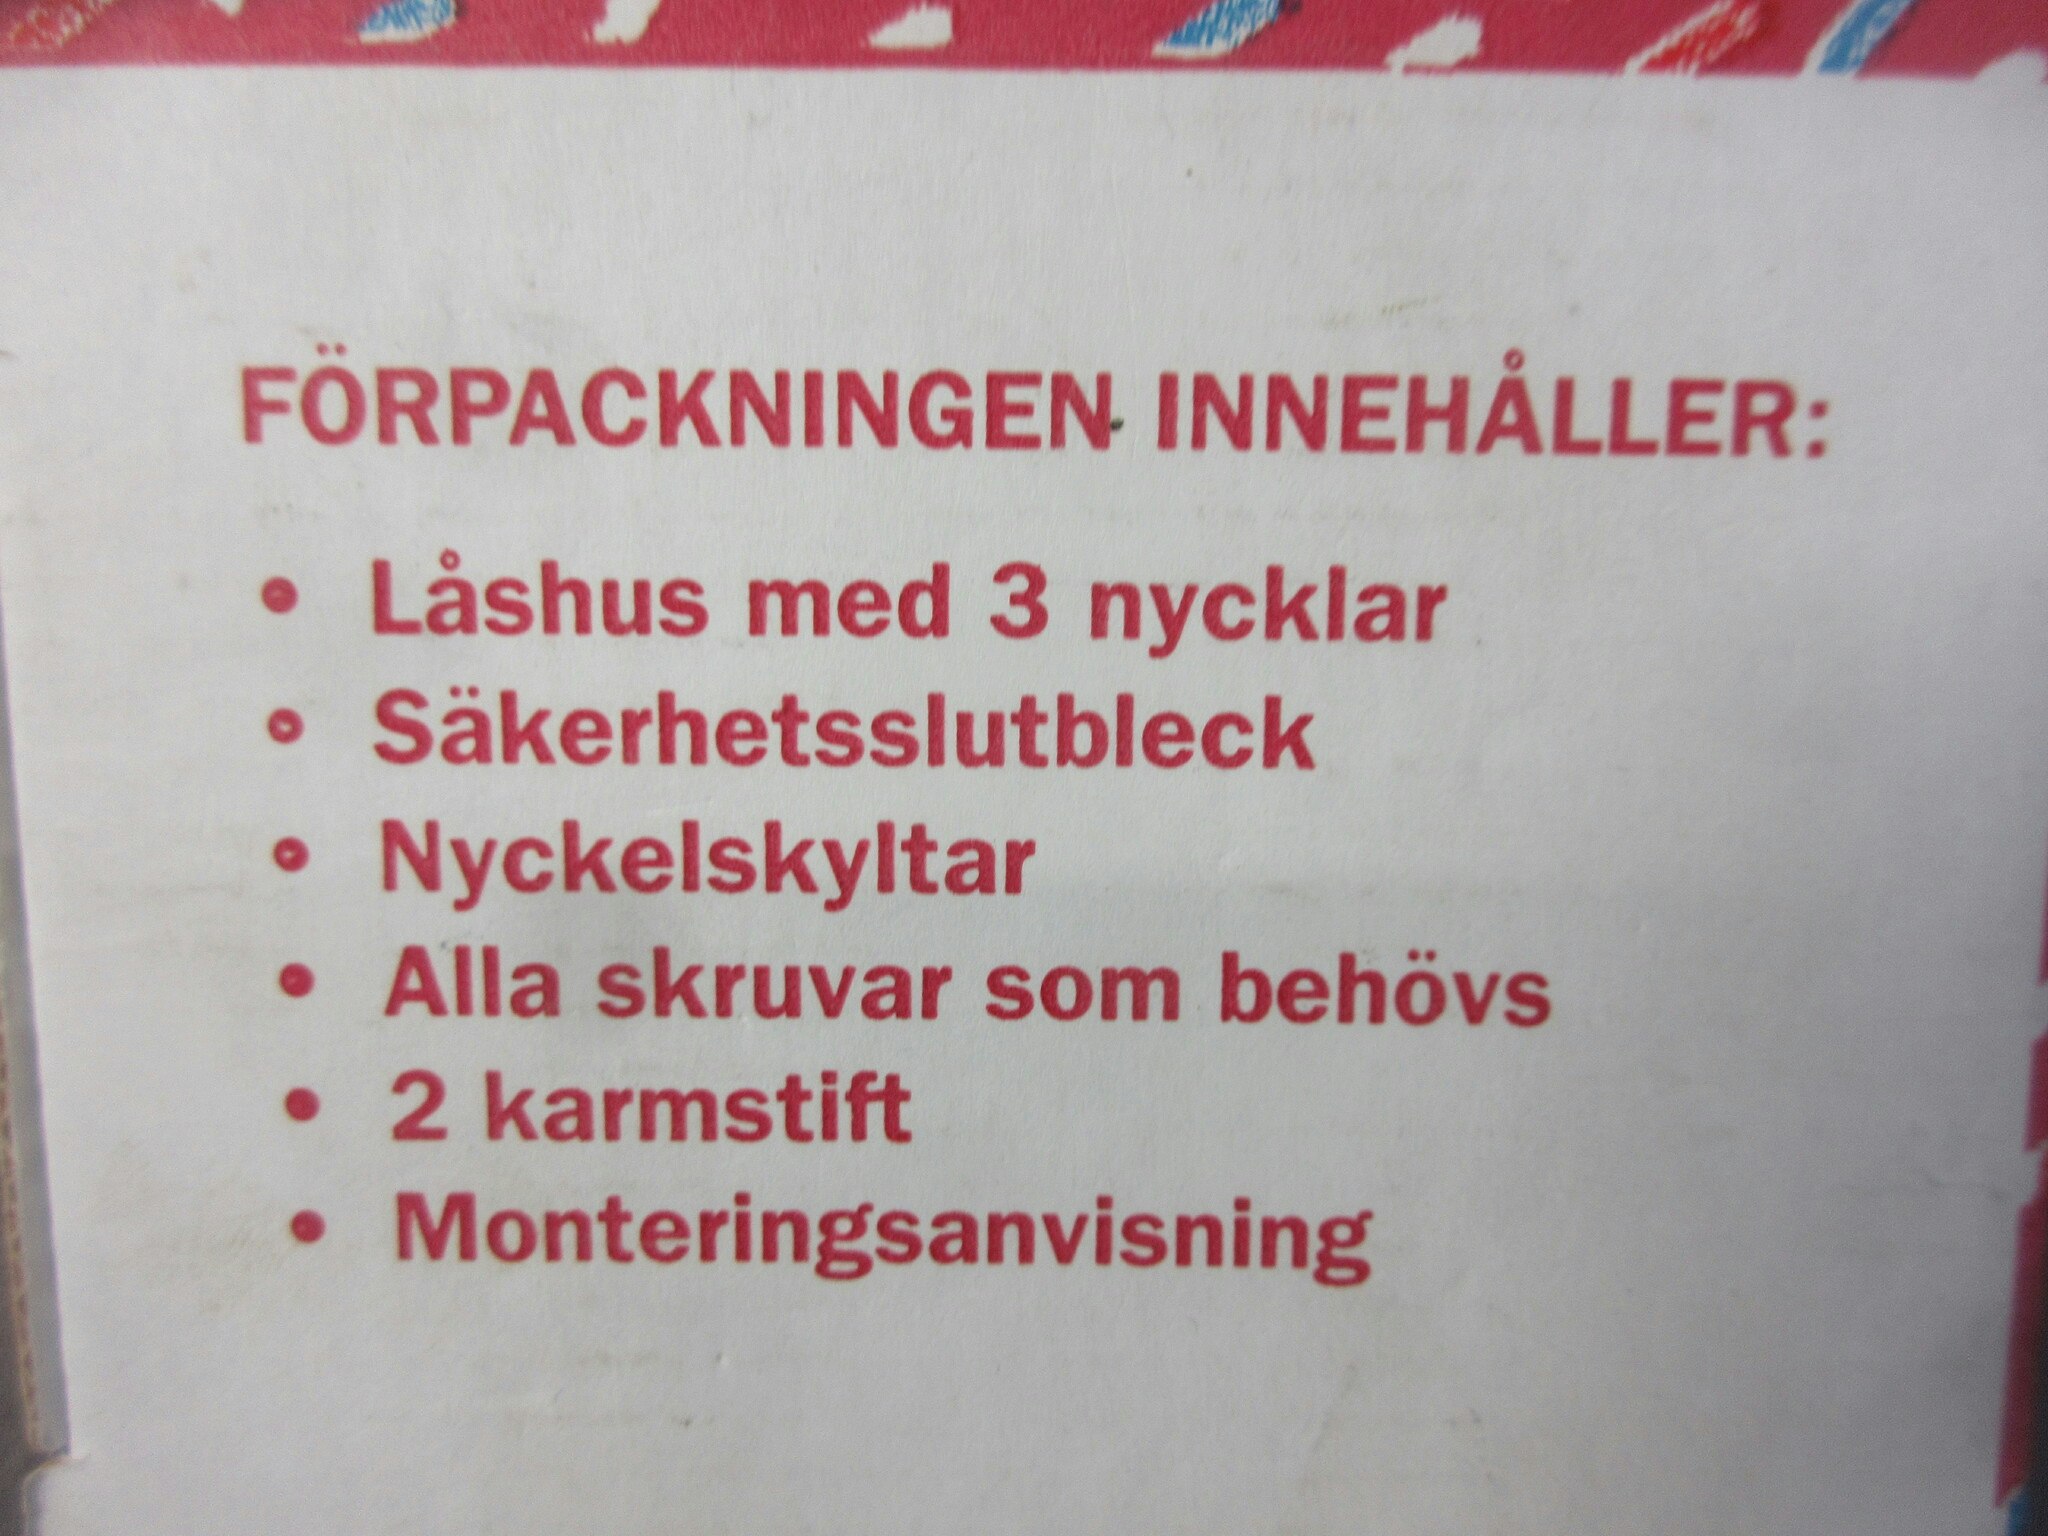 FÖRPACKNINGEN INNEHÅLLER:
• Låshus med 3 nycklar
• Säkerhetsslutbleck
• Nyckelskyltar
• Alla skruvar som behövs
• 2 karmstift
• Monteringsanvisning